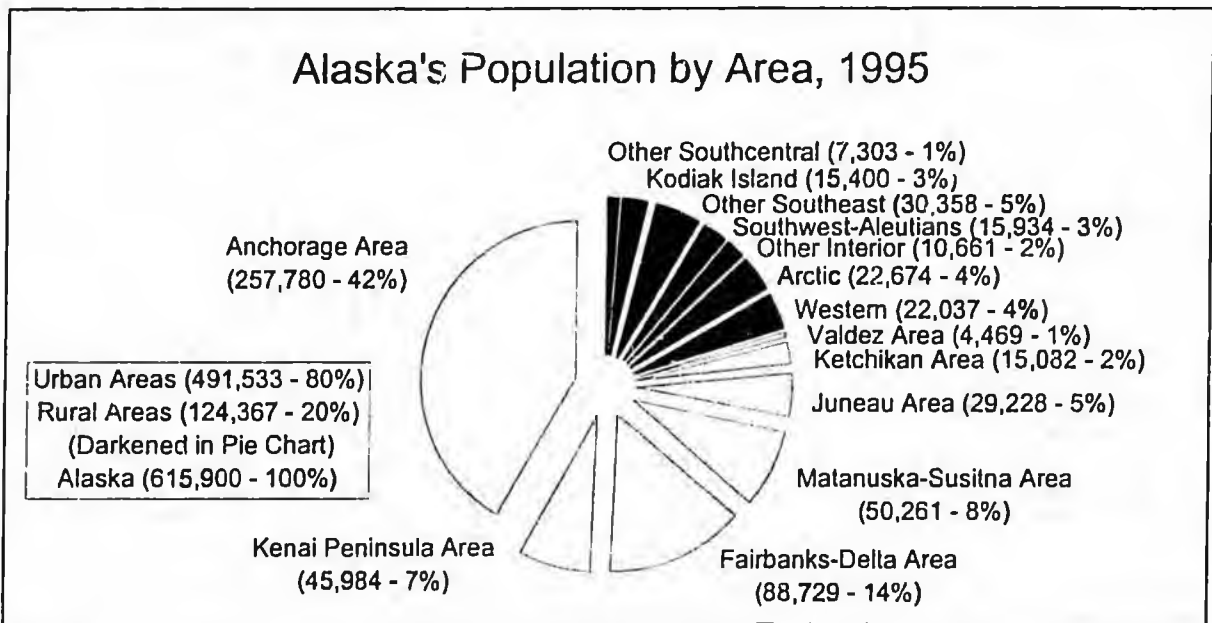 Alaska's Population by Area, 1995
Other Southcentral (7,303 - 1%)
Kodiak Island (15,400 - 3%)
Other Southeast (30,358 - 5%)
Southwest-Aleutians (15,934 - 3%)
Other Interior (10,661 - 2%)
Arctic (22,674 - 4%)
Western (22,037 - 4%)
Valdez Area (4,469 - 1%)
Ketchikan Area (15,082 - 2%)
Juneau Area (29,228 - 5%)
Matanuska-Susitna Area
(50,261 - 8%)
Fairbanks-Delta Area
(88,729 - 14%)
Kenai Peninsula Area
(45,984 - 7%)
Anchorage Area
(257,780 - 42%)
Urban Areas (491,533 - 80%)
Rural Areas (124,367 - 20%)
(Darkened in Pie Chart)
Alaska (615,900 - 100%)